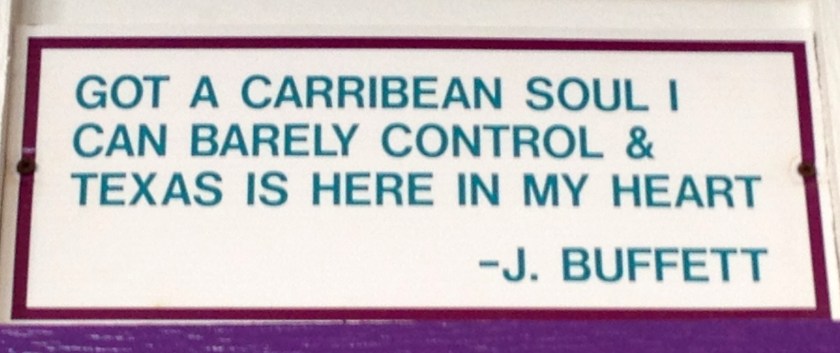 GOT A CARRIBEAN SOUL I
CAN BARELY CONTROL &
TEXAS IS HERE IN MY HEART
-J. BUFFETT